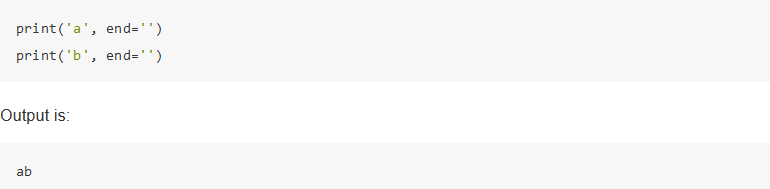 print('a', end='')
print('b', end='')
Output is:
ab